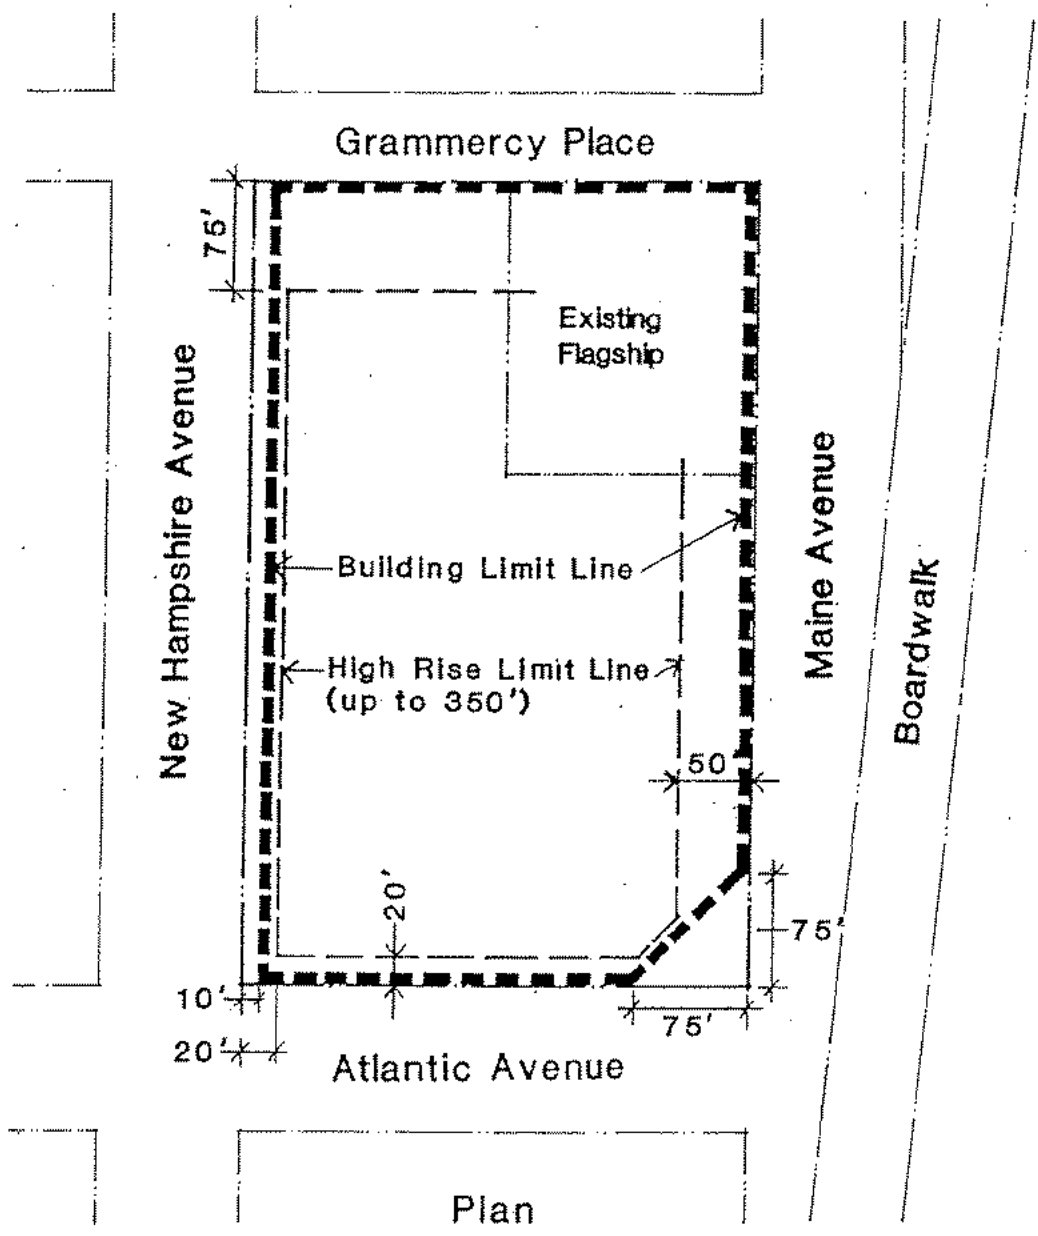 Grammercy Place
75'
Existing
Flagship
New Hampshire Avenue
Maine Avenue
Building Limit Line
Boardwalk
High Rise Limit Line
(up to 350')
50'
20'
75'
10'
75'
20'
Atlantic Avenue
Plan